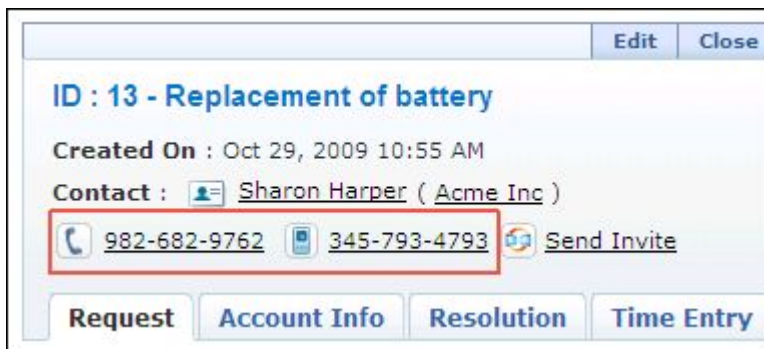 Edit Close
ID : 13 - Replacement of battery
Created On : Oct 29, 2009 10:55 AM
Contact : Sharon Harper ( Acme Inc )
982-682-9762 345-793-4793 Send Invite
Request Account Info Resolution Time Entry